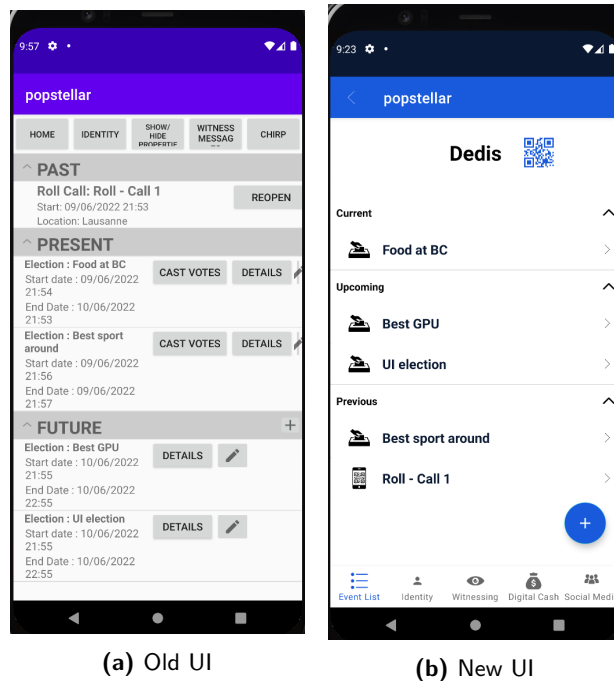 9:57
popstellar
HOME
IDENTITY
SHOW/
HIDE
PROPERTIE
WITNESS
MESSAG
CHIRP
PAST
Roll Call: Roll - Call 1
Start: 09/06/2022 21:53
Location: Lausanne
REOPEN
PRESENT
Election : Food at BC
Start date : 09/06/2022
21:54
End Date : 10/06/2022
21:53
CAST VOTES
DETAILS
Election : Best sport
around
Start date : 09/06/2022
21:56
End Date : 09/06/2022
21:57
CAST VOTES
DETAILS
FUTURE
+
Election : Best GPU
Start date : 10/06/2022
21:55
End Date : 10/06/2022
22:55
DETAILS
Election : UI election
Start date : 10/06/2022
21:55
End Date : 10/06/2022
22:55
DETAILS
(a) Old UI
9:23
popstellar
Dedis
Current
Food at BC
Upcoming
Best GPU
UI election
Previous
Best sport around
Roll - Call 1
+
Event List
Identity
Witnessing
Digital Cash
Social Medi
(b) New UI